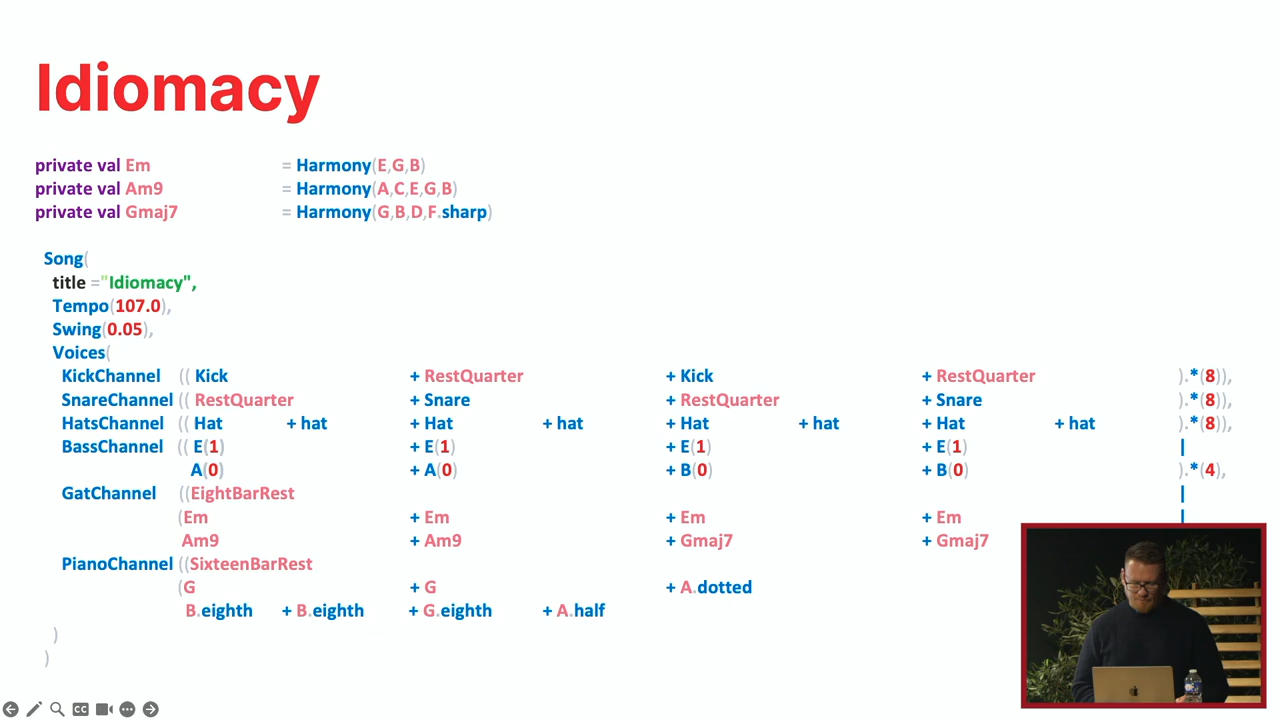 Idiomacy
private val Em = Harmony(E,G,B)
private val Am9 = Harmony(A,C,E,G,B)
private val Gmaj7 = Harmony(G,B,D,F.sharp)
Song(
title ="Idiomacy",
Tempo(107.0),
Swing(0.05),
Voices(
KickChannel (( Kick + RestQuarter + Kick + RestQuarter ).*(8)),
SnareChannel (( RestQuarter + Snare + RestQuarter + Snare ).*(8)),
HatsChannel (( Hat + hat + Hat + hat + Hat + hat + Hat + hat ).*(8)),
BassChannel (( E(1) + E(1) + E(1) + E(1) |
A(0) + A(0) + B(0) + B(0) ).*(4),
GatChannel ((EightBarRest |
(Em + Em + Em + Em |
Am9 + Am9 + Gmaj7 + Gmaj7
PianoChannel ((SixteenBarRest
(G + G + A.dotted
B.eighth + B.eighth + G.eighth + A.half
)
)
CC